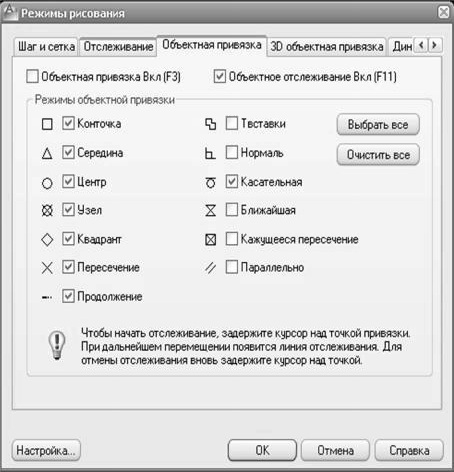 Режимы рисования
Шаг и сетка Отслеживание Объектная привязка 3D объектная привязка Дин
Объектная привязка Вкл (F3) Объектное отслеживание Вкл (F11)
Режимы объектной привязки
Конточка Твставки Выбрать все
Середина Нормаль Очистить все
Центр Касательная
Узел Ближайшая
Квадрант Кажущееся пересечение
Пересечение Параллельно
Продолжение
Чтобы начать отслеживание, задержите курсор над точкой привязки.
При дальнейшем перемещении появится линия отслеживания. Для
отмены отслеживания вновь задержите курсор над точкой.
Настройка... ОК Отмена Справка